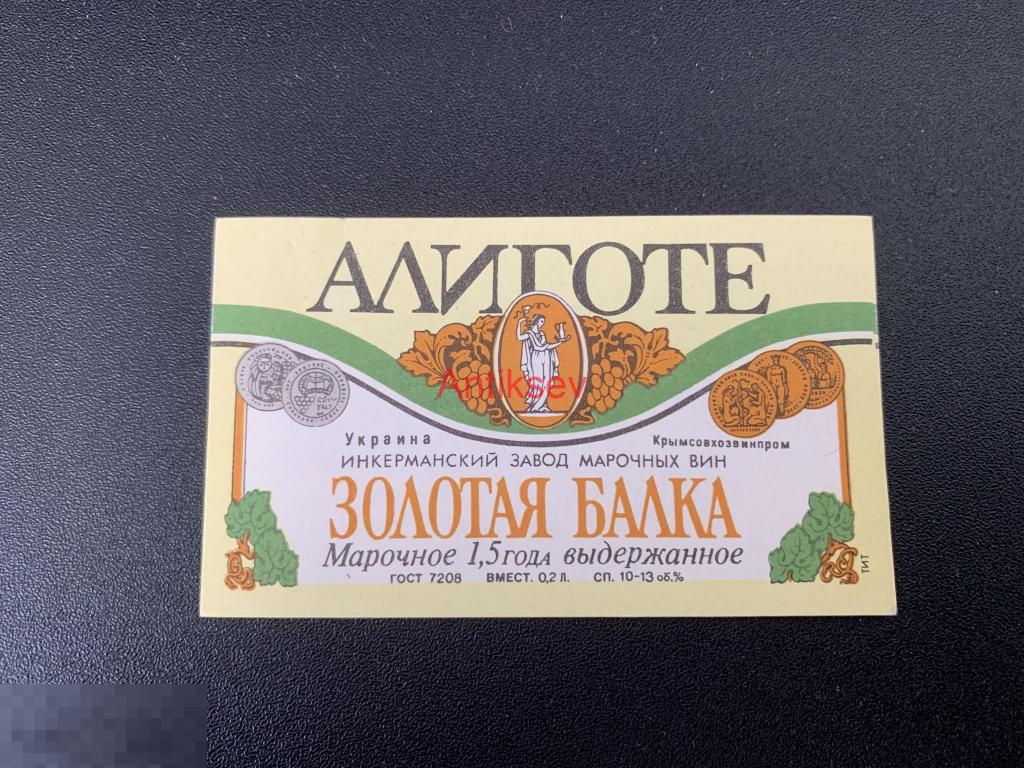 АЛИГОТЕ
Antiksev
Украина
Крымсовхозвинпром
ИНКЕРМАНСКИЙ ЗАВОД МАРОЧНЫХ ВИН
ЗОЛОТАЯ БАЛКА
Марочное 1,5 года выдержанное
ГОСТ 7208 ВМЕСТ. 0,2 л. СП. 10-13 об.%
ТИТ